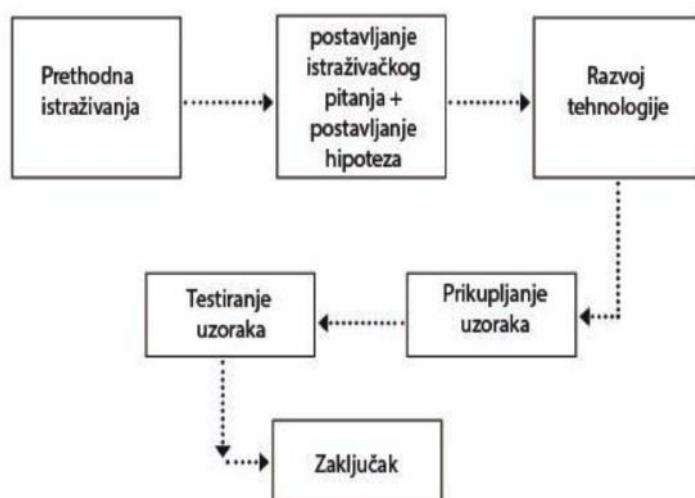 Prethodna
istraživanja
postavljanje
istraživačkog
pitanja +
postavljanje
hipoteza
Razvoj
tehnologije
Testiranje
uzoraka
Prikupljanje
uzoraka
Zaključak